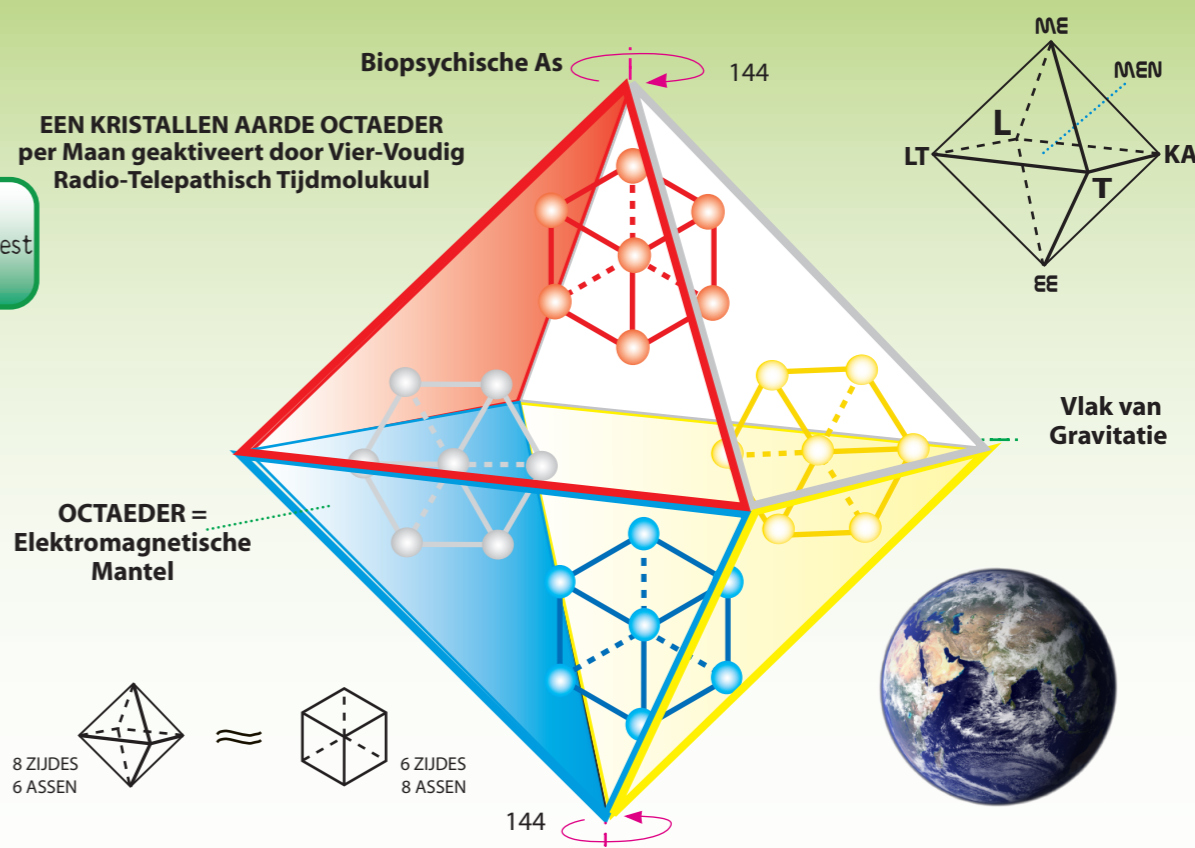 Biopsychische As
144
EEN KRISTALLEN AARDE OCTAEDER
per Maan geaktiveert door Vier-Voudig
Radio-Telepathisch Tijdmolukuul
est
ME
MEN
L
LT
KA
T
EE
Vlak van
Gravitatie
OCTAEDER =
Elektromagnetische
Mantel
8 ZIJDES
6 ASSEN
6 ZIJDES
8 ASSEN
144